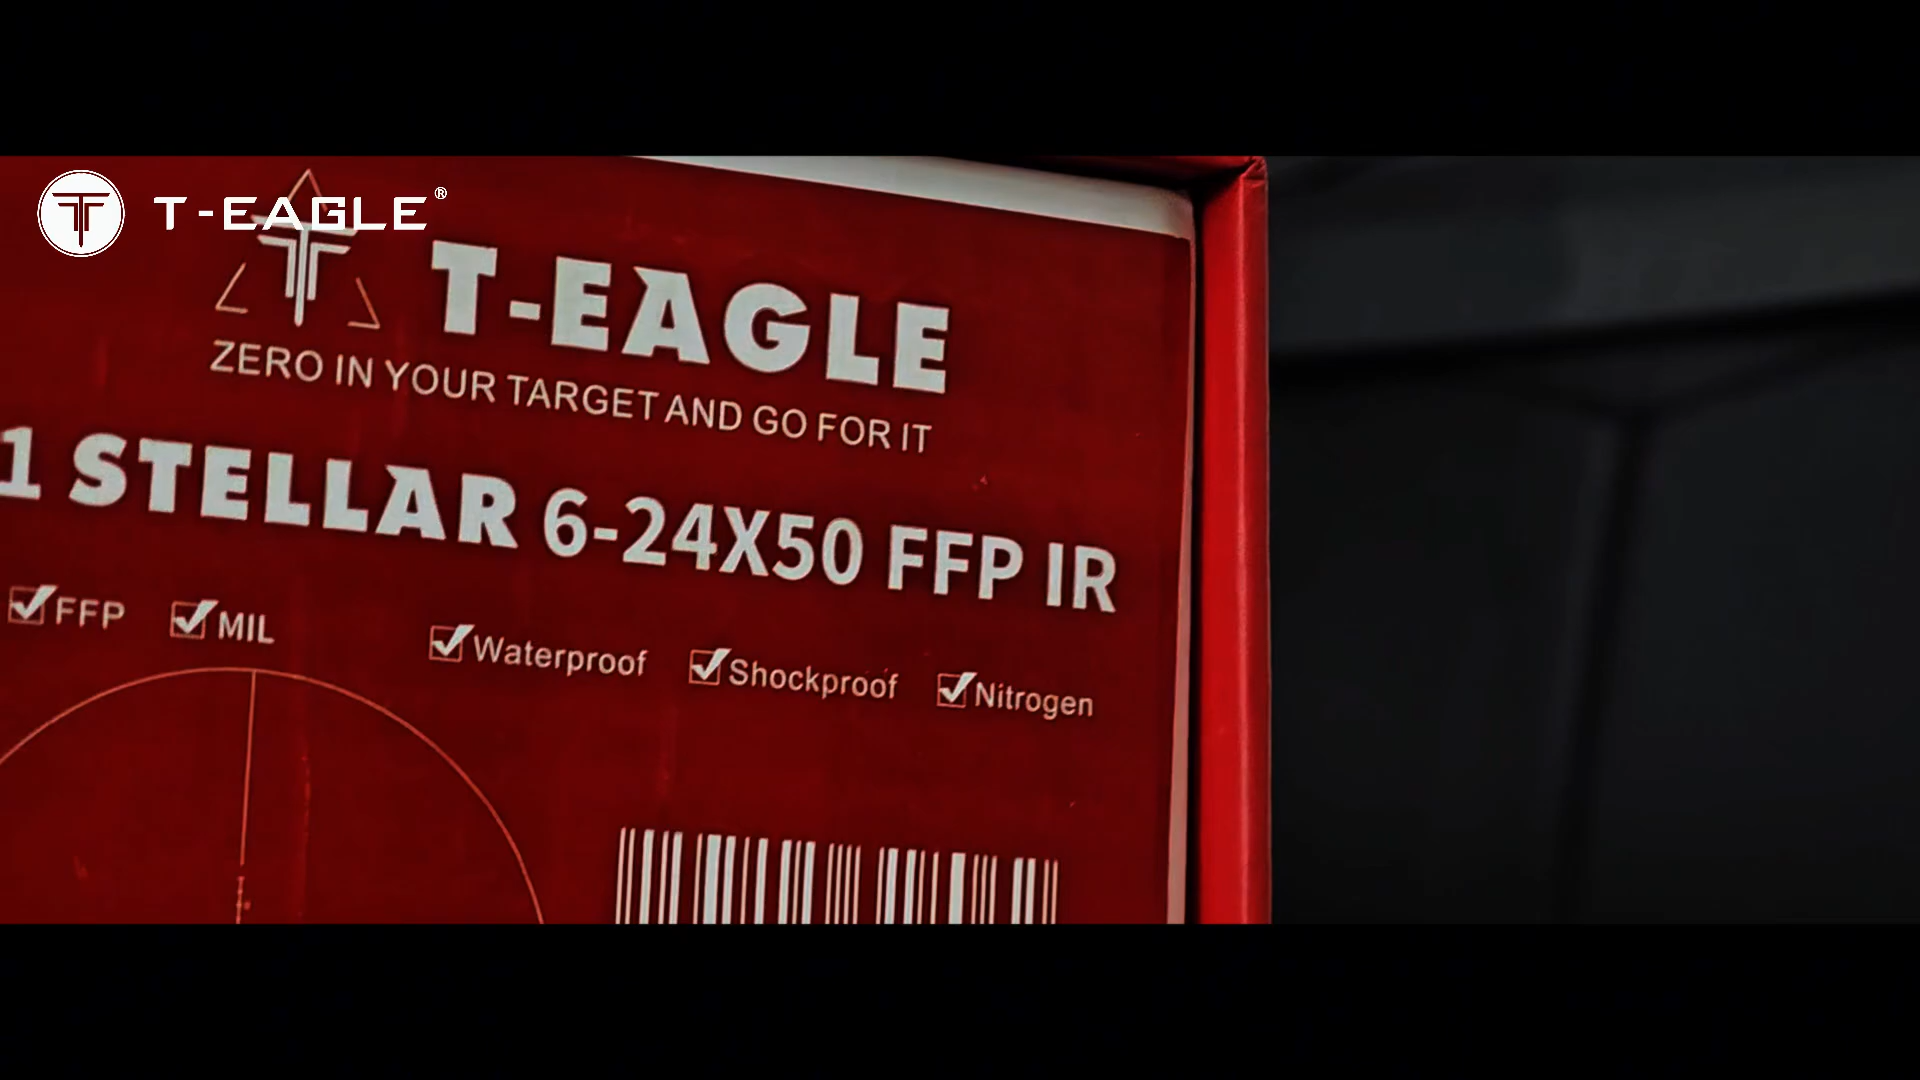 T-EAGLE®
T-EAGLE
ZERO IN YOUR TARGET AND GO FOR IT
1 STELLAR 6-24X50 FFP IR
FFP MIL Waterproof Shockproof Nitrogen